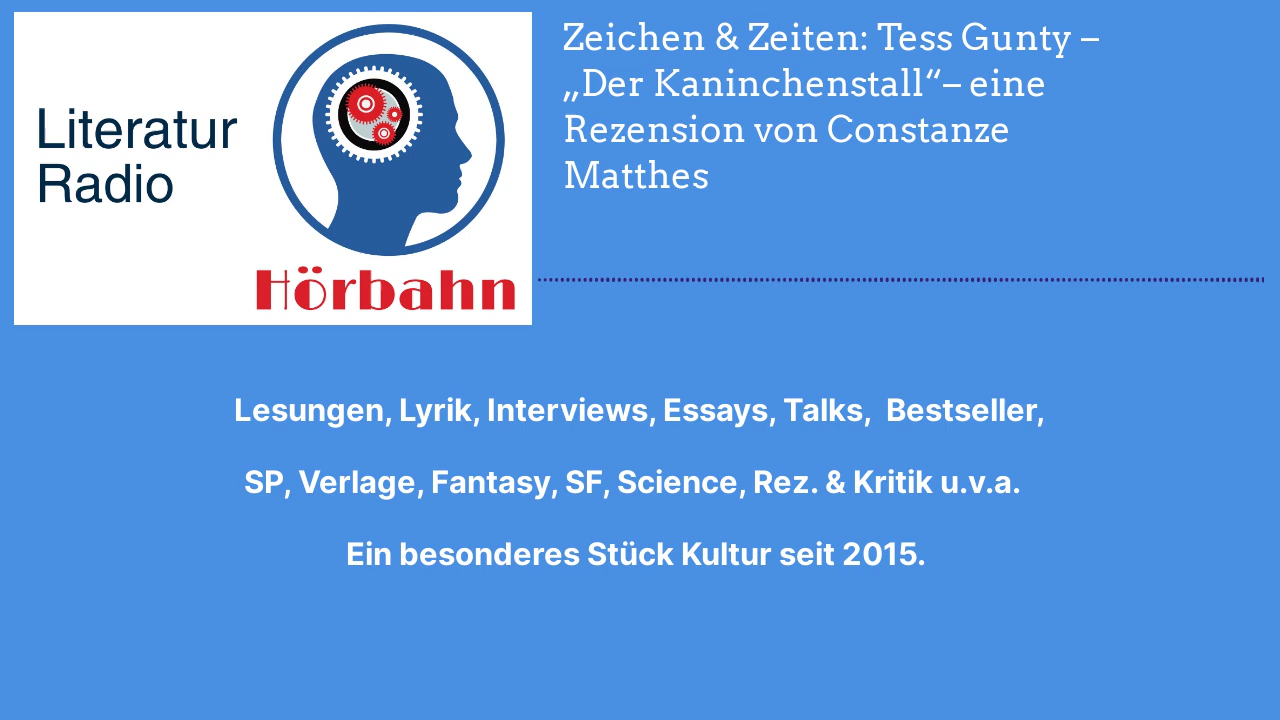 Literatur
Radio
Hörbahn
Zeichen & Zeiten: Tess Gunty –
„Der Kaninchenstall“– eine
Rezension von Constanze
Matthes
Lesungen, Lyrik, Interviews, Essays, Talks,  Bestseller,
SP, Verlage, Fantasy, SF, Science, Rez. & Kritik u.v.a.
Ein besonderes Stück Kultur seit 2015.